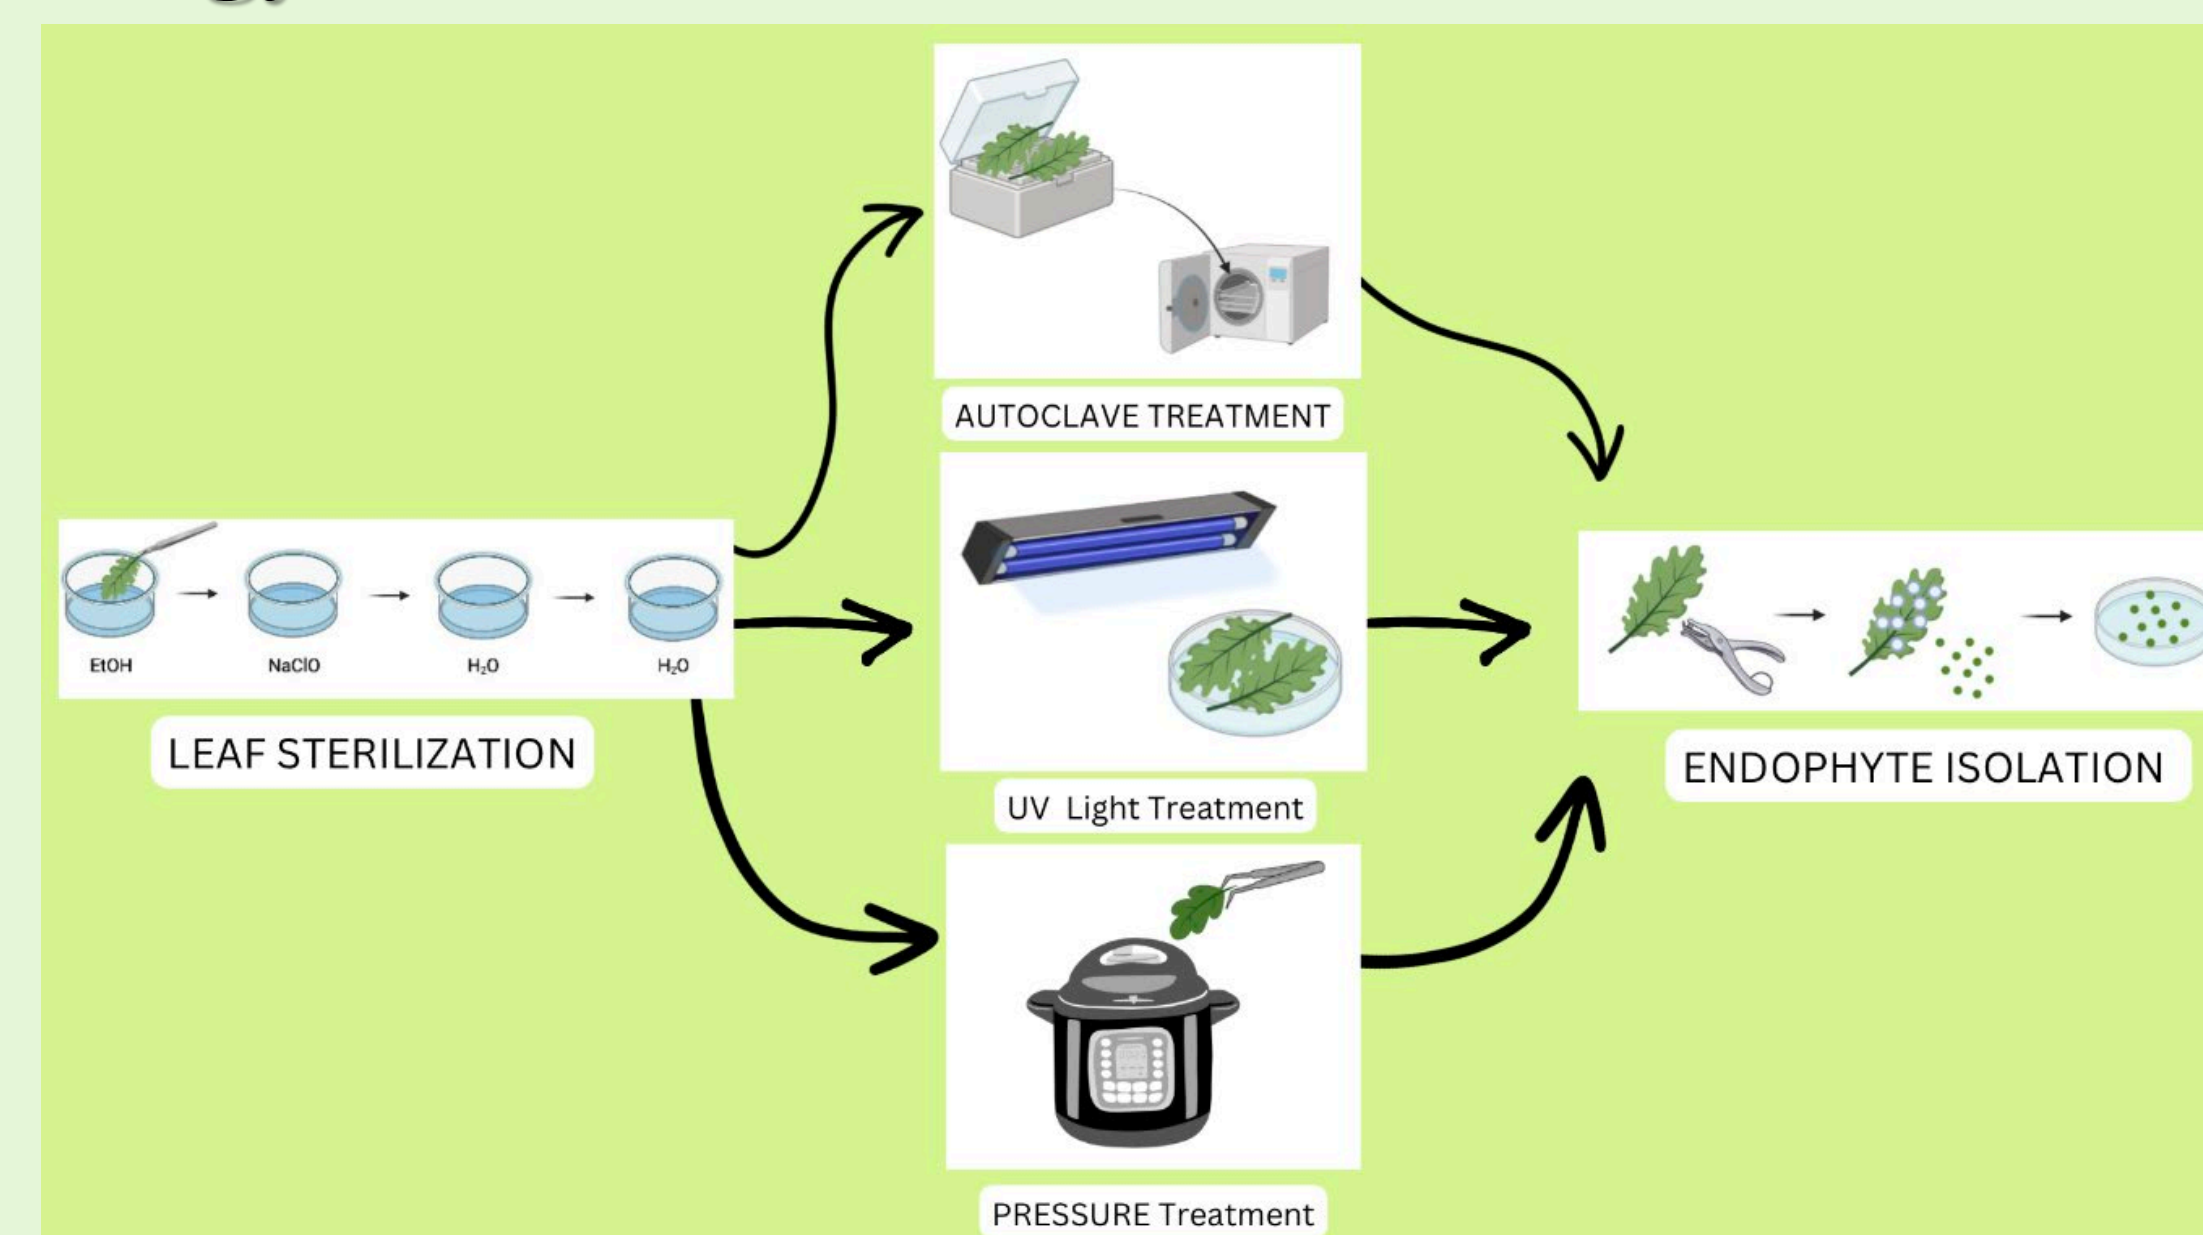 AUTOCLAVE TREATMENT
EtOH
NaClO
H₂O
H₂O
LEAF STERILIZATION
UV Light Treatment
ENDOPHYTE ISOLATION
PRESSURE Treatment